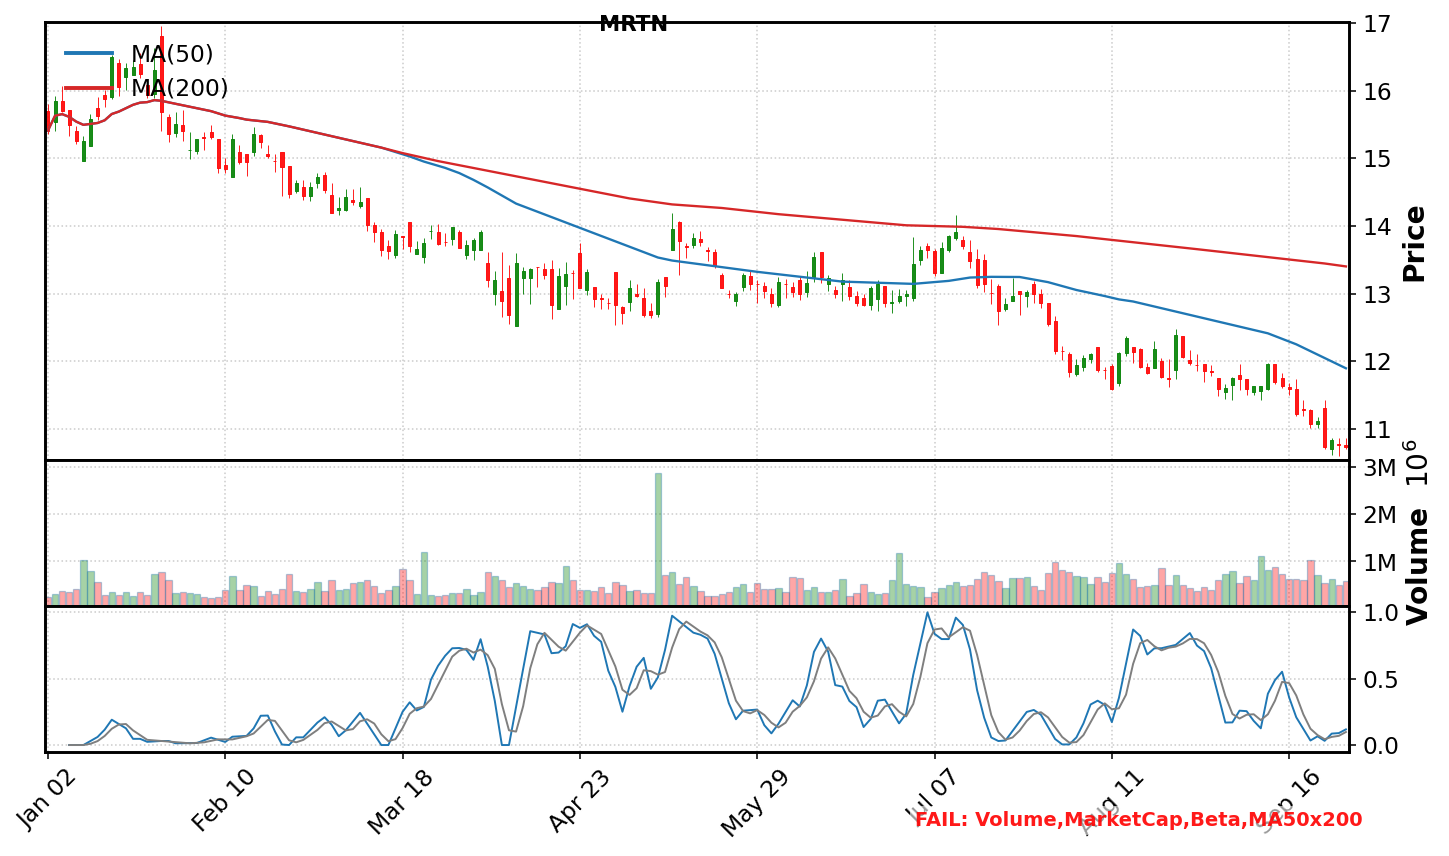 MRTN
MA(50)
MA(200)
17
16
15
14
13
12
11
Price
3M
2M
1M
Volume 10^6
1.0
0.5
0.0
Jan 02
Feb 10
Mar 18
Apr 23
May 29
Jul 07
Aug 11
Sep 16
FAIL: Volume,MarketCap,Beta,MA50x200